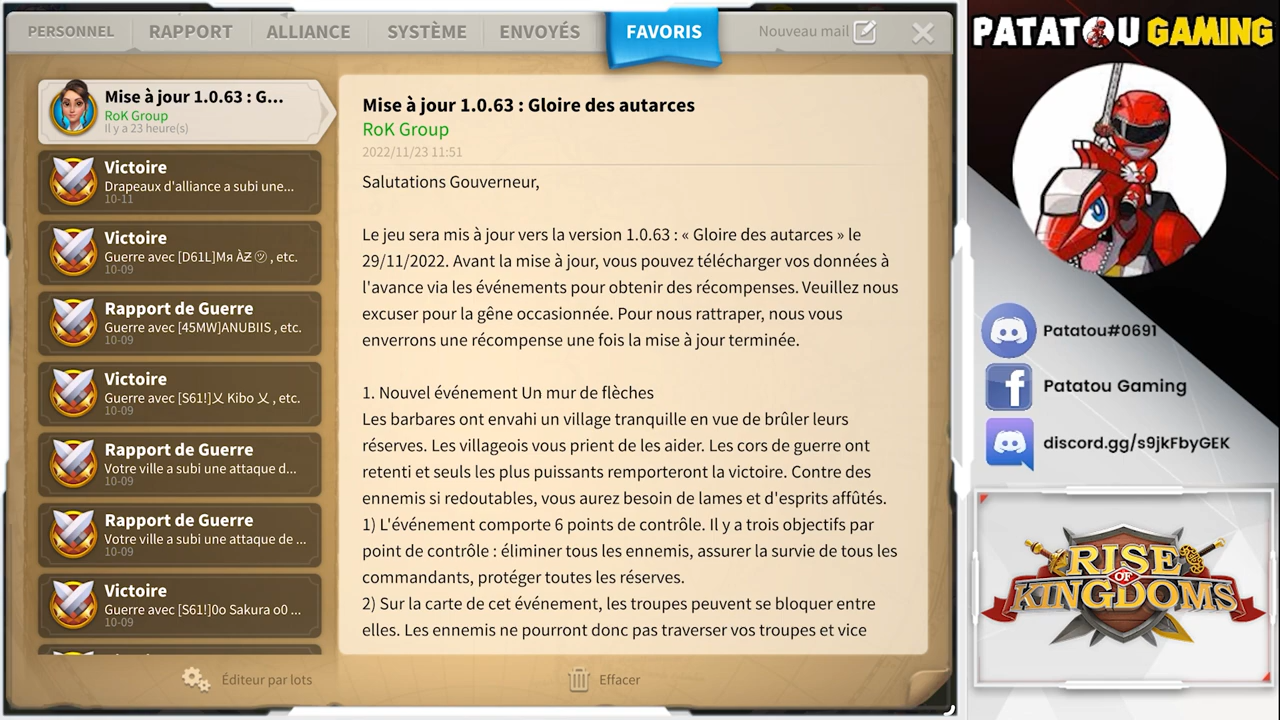 PERSONNEL
RAPPORT
ALLIANCE
SYSTÈME
ENVOYÉS
FAVORIS
Nouveau mail
Mise à jour 1.0.63 : G...
RoK Group
Il y a 23 heure(s)
Victoire
Drapeaux d'alliance a subi une...
10-11
Victoire
Guerre avec [D61L]Mя ÀƵ ツ , etc.
10-09
Rapport de Guerre
Guerre avec [45MW]ANUBIIS , etc.
10-09
Victoire
Guerre avec [S61!]乂 Kibo 乂 , etc.
10-09
Rapport de Guerre
Votre ville a subi une attaque d...
10-09
Rapport de Guerre
Votre ville a subi une attaque de ...
10-09
Victoire
Guerre avec [S61!]0o Sakura o0 ...
10-09
Éditeur par lots
Mise à jour 1.0.63 : Gloire des autarces
RoK Group
2022/11/23 11:51
Salutations Gouverneur,
Le jeu sera mis à jour vers la version 1.0.63 : « Gloire des autarces » le
29/11/2022. Avant la mise à jour, vous pouvez télécharger vos données à
l'avance via les événements pour obtenir des récompenses. Veuillez nous
excuser pour la gêne occasionnée. Pour nous rattraper, nous vous
enverrons une récompense une fois la mise à jour terminée.
1. Nouvel événement Un mur de flèches
Les barbares ont envahi un village tranquille en vue de brûler leurs
réserves. Les villageois vous prient de les aider. Les cors de guerre ont
retenti et seuls les plus puissants remporteront la victoire. Contre des
ennemis si redoutables, vous aurez besoin de lames et d'esprits affûtés.
1) L'événement comporte 6 points de contrôle. Il y a trois objectifs par
point de contrôle : éliminer tous les ennemis, assurer la survie de tous les
commandants, protéger toutes les réserves.
2) Sur la carte de cet événement, les troupes peuvent se bloquer entre
elles. Les ennemis ne pourront donc pas traverser vos troupes et vice
Effacer
PATATOU GAMING
Patatou#0691
Patatou Gaming
discord.gg/s9jkFbyGEK
RISE
OF
KINGDOMS